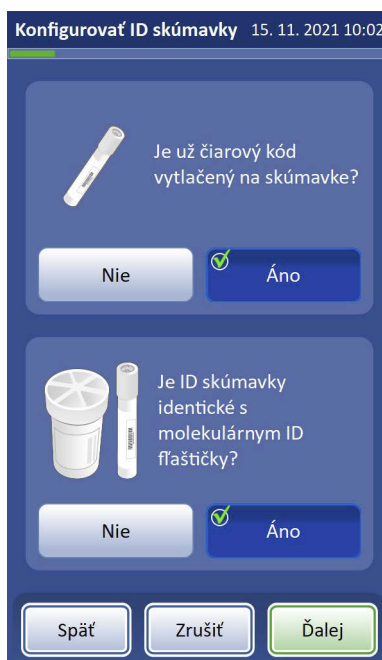 Konfigurovať ID skúmavky 15. 11. 2021 10:02
Je už čiarový kód
vytlačený na skúmavke?
Nie
Áno
Je ID skúmavky
identické s
molekulárnym ID
fľaštičky?
Nie
Áno
Späť
Zrušiť
Ďalej